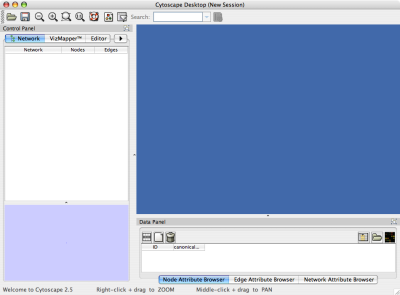 Cytoscape Desktop (New Session)
Search:
Control Panel
Network VizMapper™ Editor
Network Nodes Edges
Data Panel
ID canonical...
Node Attribute Browser Edge Attribute Browser Network Attribute Browser
Welcome to Cytoscape 2.5 Right-click + drag to ZOOM Middle-click + drag to PAN